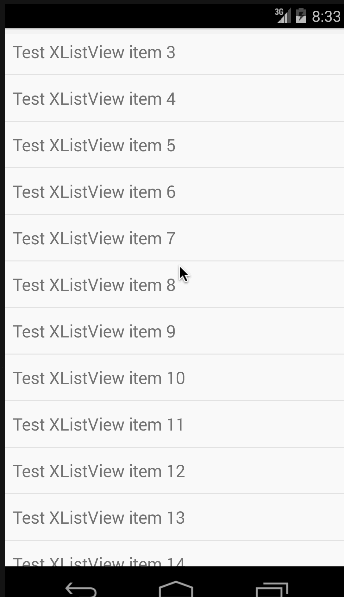 3G 8:33
Test XListView item 3
Test XListView item 4
Test XListView item 5
Test XListView item 6
Test XListView item 7
Test XListView item 8
Test XListView item 9
Test XListView item 10
Test XListView item 11
Test XListView item 12
Test XListView item 13
Test XListView item 14